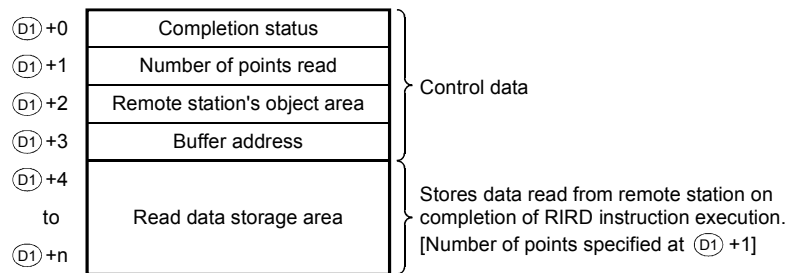 D1 +0 Completion status
D1 +1 Number of points read
D1 +2 Remote station's object area
D1 +3 Buffer address
Control data
D1 +4
to Read data storage area
D1 +n
Stores data read from remote station on
completion of RIRD instruction execution.
[Number of points specified at D1 +1]